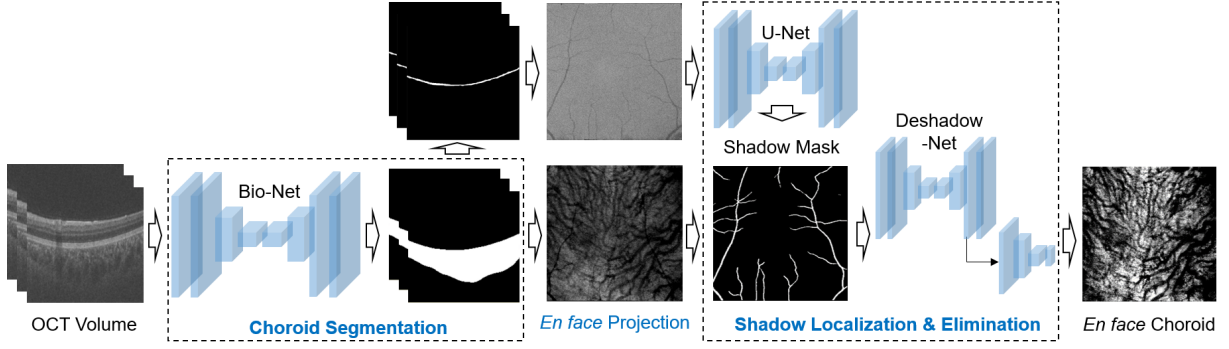 U-Net
Deshadow
-Net
Shadow Mask
Bio-Net
OCT Volume
Choroid Segmentation
En face Projection
Shadow Localization & Elimination
En face Choroid